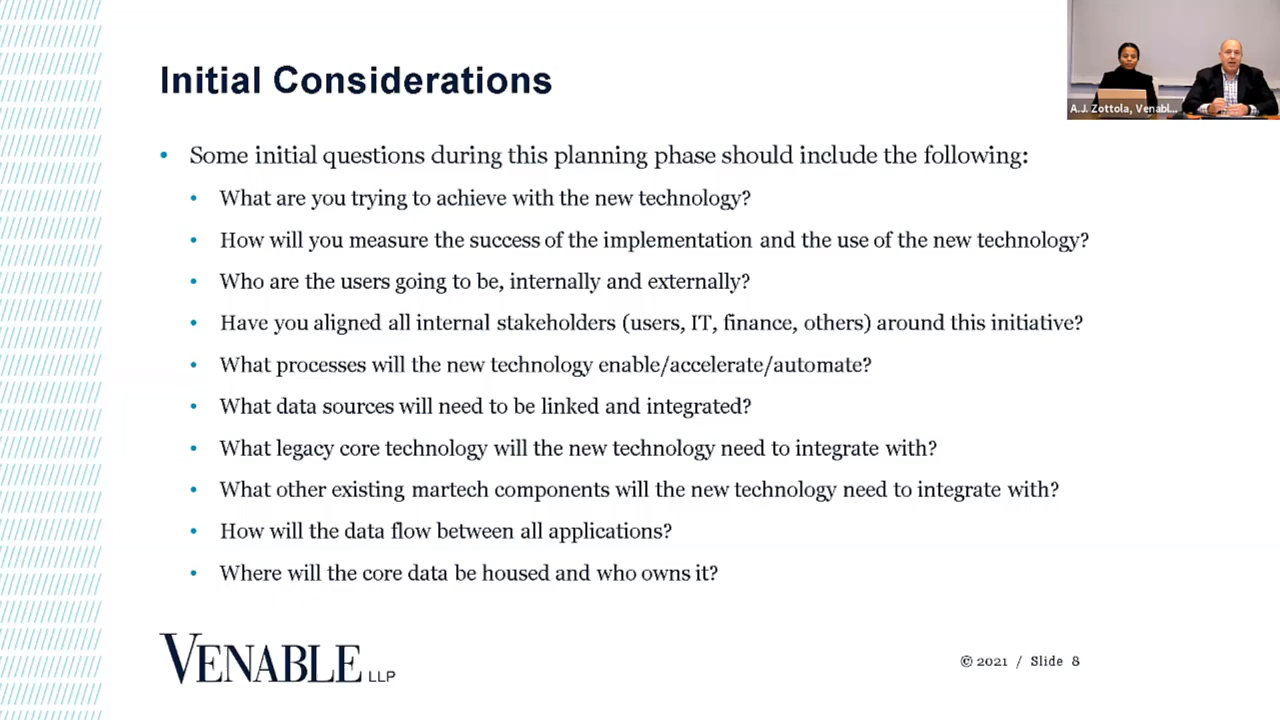 Initial Considerations
A.J. Zottola, Venabl...
• Some initial questions during this planning phase should include the following:
• What are you trying to achieve with the new technology?
• How will you measure the success of the implementation and the use of the new technology?
• Who are the users going to be, internally and externally?
• Have you aligned all internal stakeholders (users, IT, finance, others) around this initiative?
• What processes will the new technology enable/accelerate/automate?
• What data sources will need to be linked and integrated?
• What legacy core technology will the new technology need to integrate with?
• What other existing martech components will the new technology need to integrate with?
• How will the data flow between all applications?
• Where will the core data be housed and who owns it?
VENABLE LLP
© 2021 / Slide 8